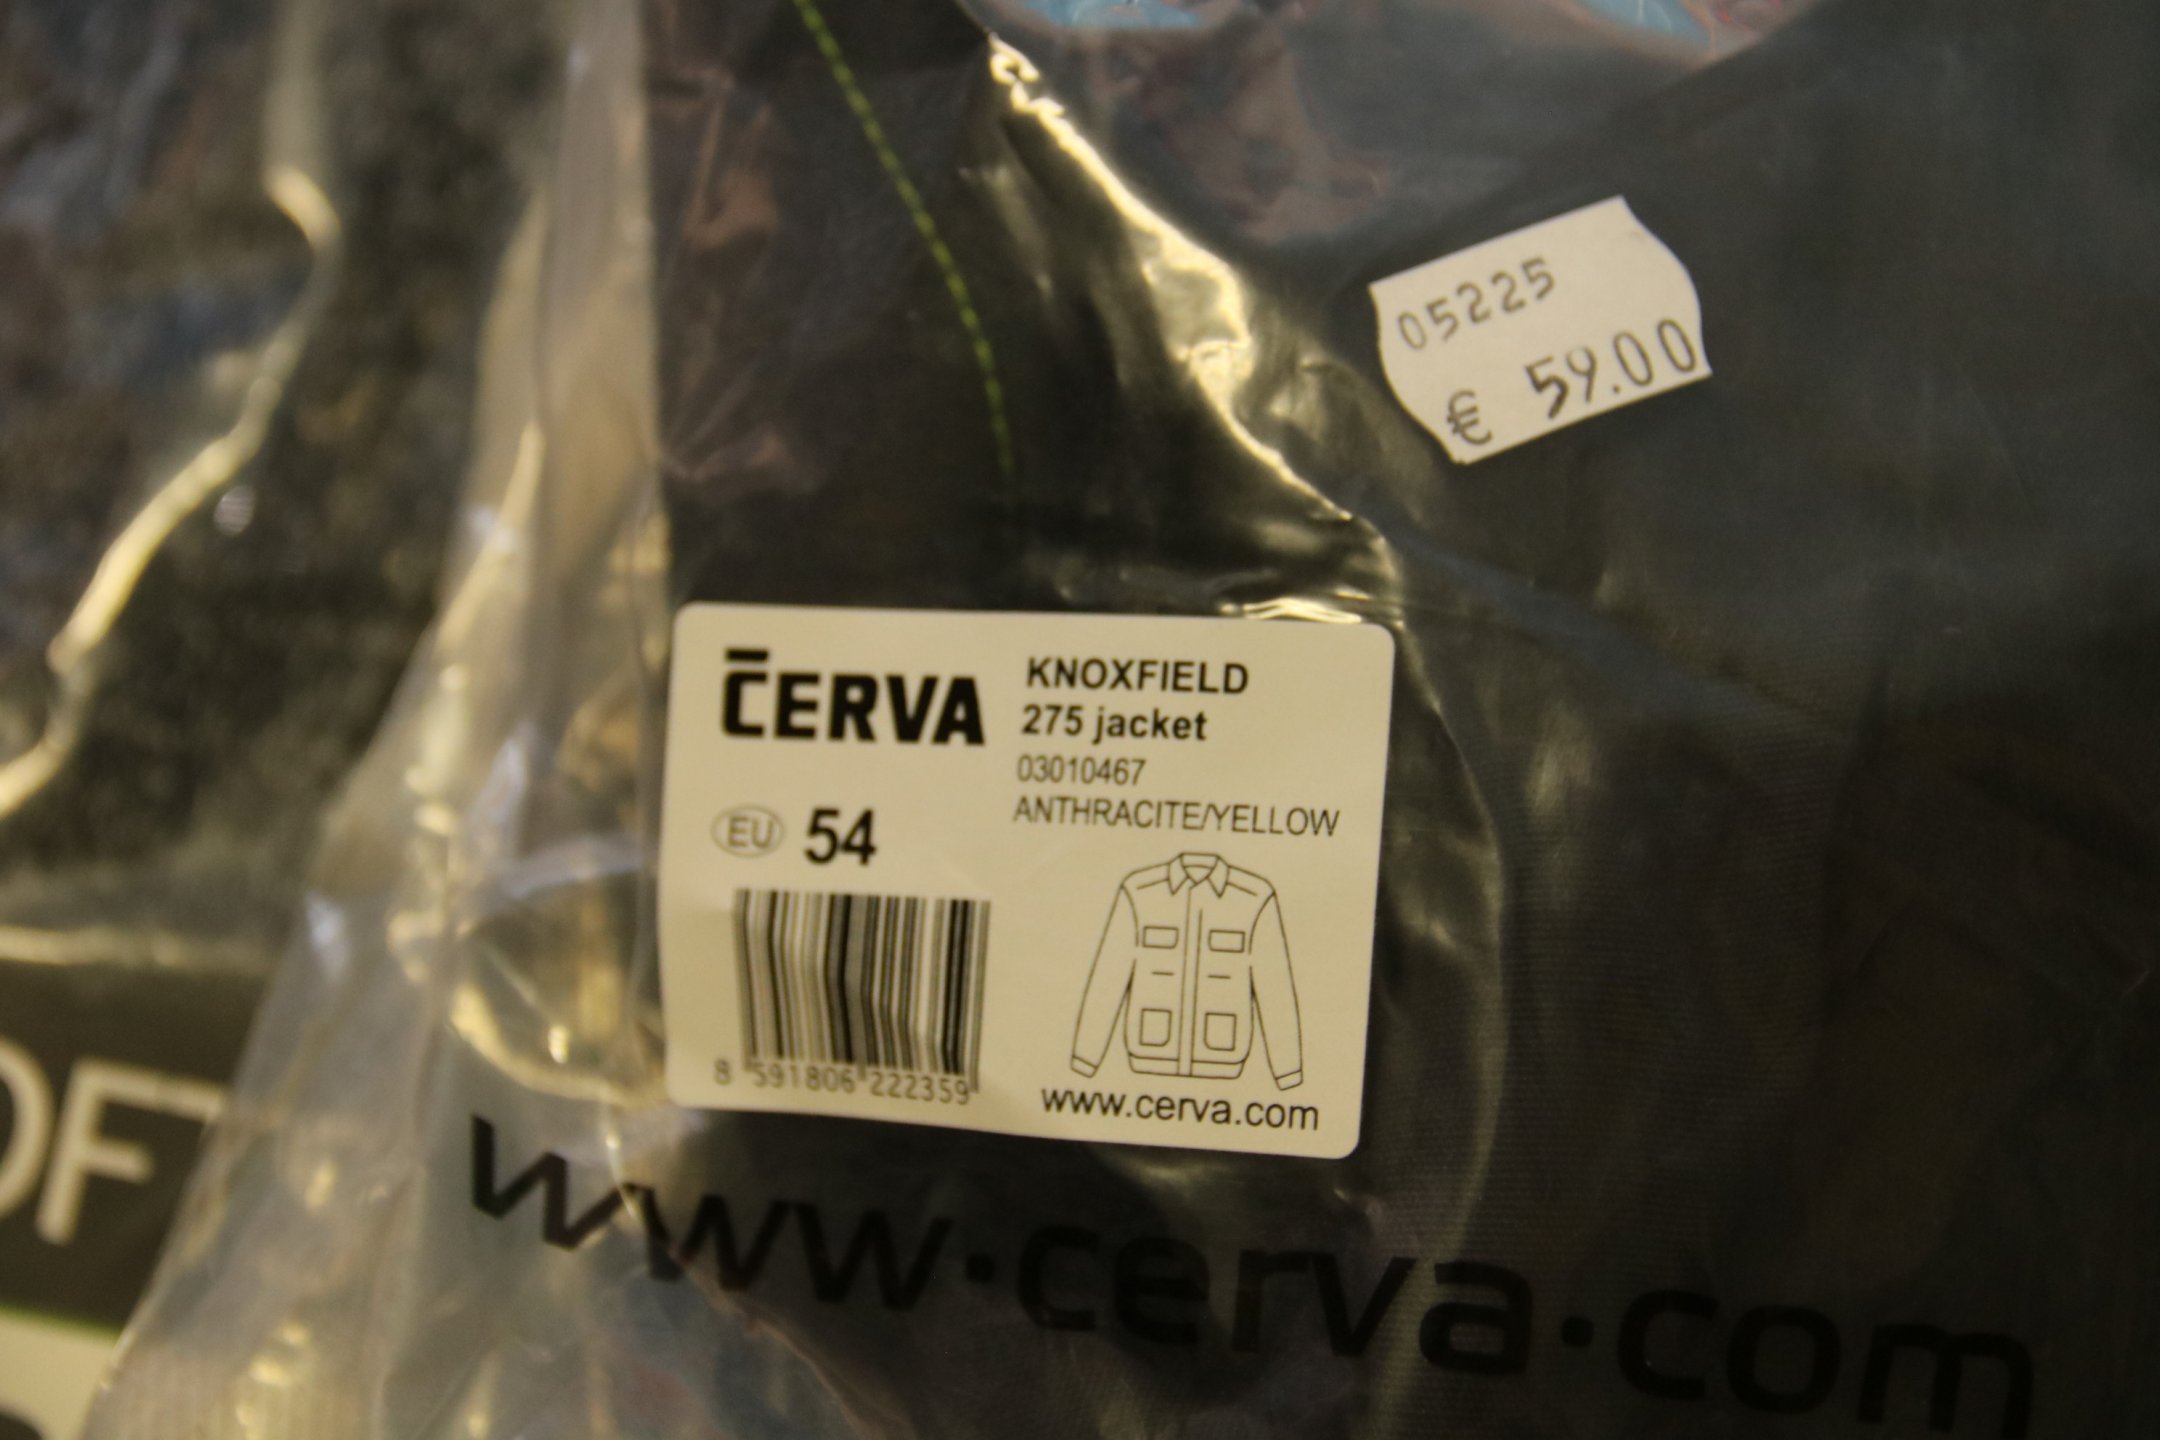 05225
€ 59.00
ČERVA
KNOXFIELD
275 jacket
03010467
ANTHRACITE/YELLOW
EU 54
8 591806 222359
www.cerva.com
www.cerva.com
OF